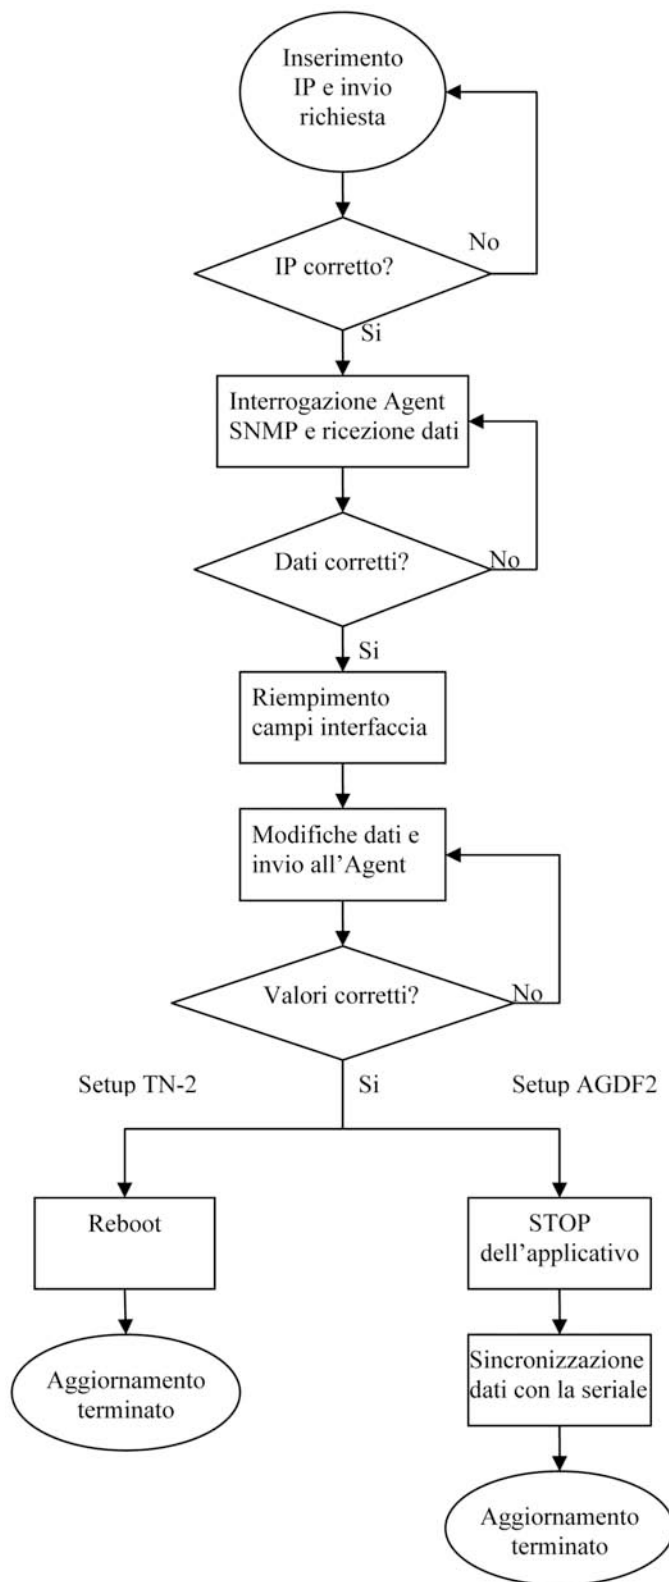 Inserimento
IP e invio
richiesta
No
IP corretto?
Si
Interrogazione Agent
SNMP e ricezione dati
Dati corretti?
No
Si
Riempimento
campi interfaccia
Modifiche dati e
invio all’Agent
Valori corretti?
No
Setup TN-2
Si
Setup AGDF2
Reboot
STOP
dell’applicativo
Aggiornamento
terminato
Sincronizzazione
dati con la seriale
Aggiornamento
terminato